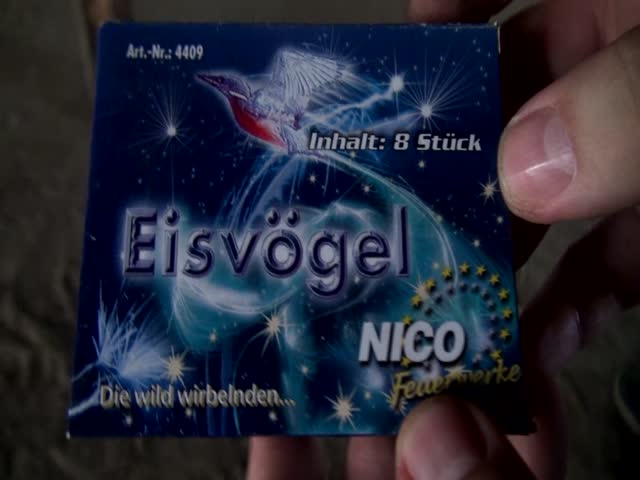 Art.-Nr.: 4409
Inhalt: 8 Stück
Eisvögel
NICO
Feuerwerke
Die wild wirbelnden...